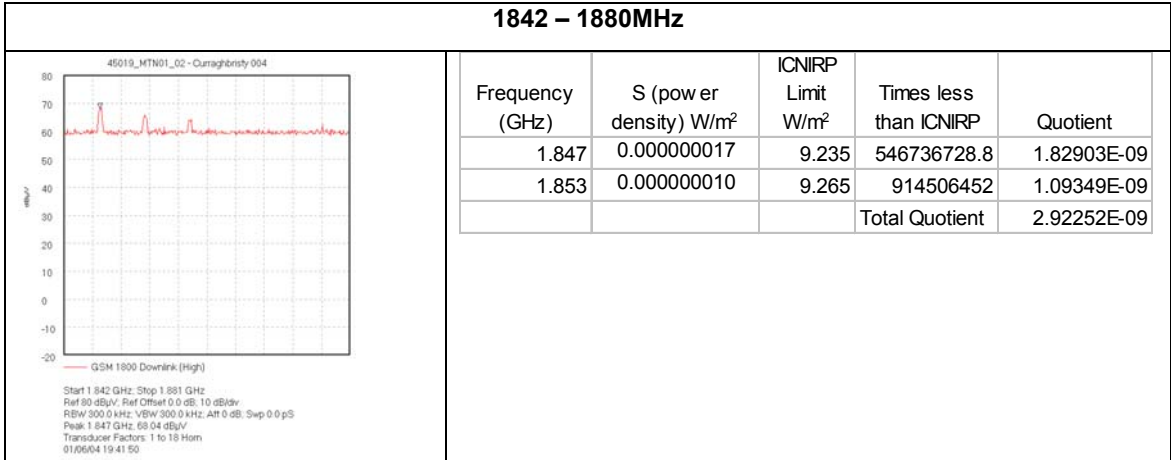 1842 – 1880MHz
45019_MTN01_02 - Curraghbristy 004
80
70
60
50
40
30
20
10
0
-10
-20
dBµV
GSM 1800 Downlink (High)
Start 1.842 GHz; Stop 1.881 GHz
Ref 80 dBµV; Ref Offset 0.0 dB; 10 dB/div
RBW 300.0 kHz; VBW 300.0 kHz; Att 0 dB; Swp 0.0 pS
Peak 1.847 GHz, 68.04 dBµV
Transducer Factors: 1 to 18 Horn
01/06/04 19:41:50
Frequency (GHz) S (pow er density) W/m² ICNIRP Limit W/m² Times less than ICNIRP Quotient
1.847 0.000000017 9.235 546736728.8 1.82903E-09
1.853 0.000000010 9.265 914506452 1.09349E-09
Total Quotient 2.92252E-09